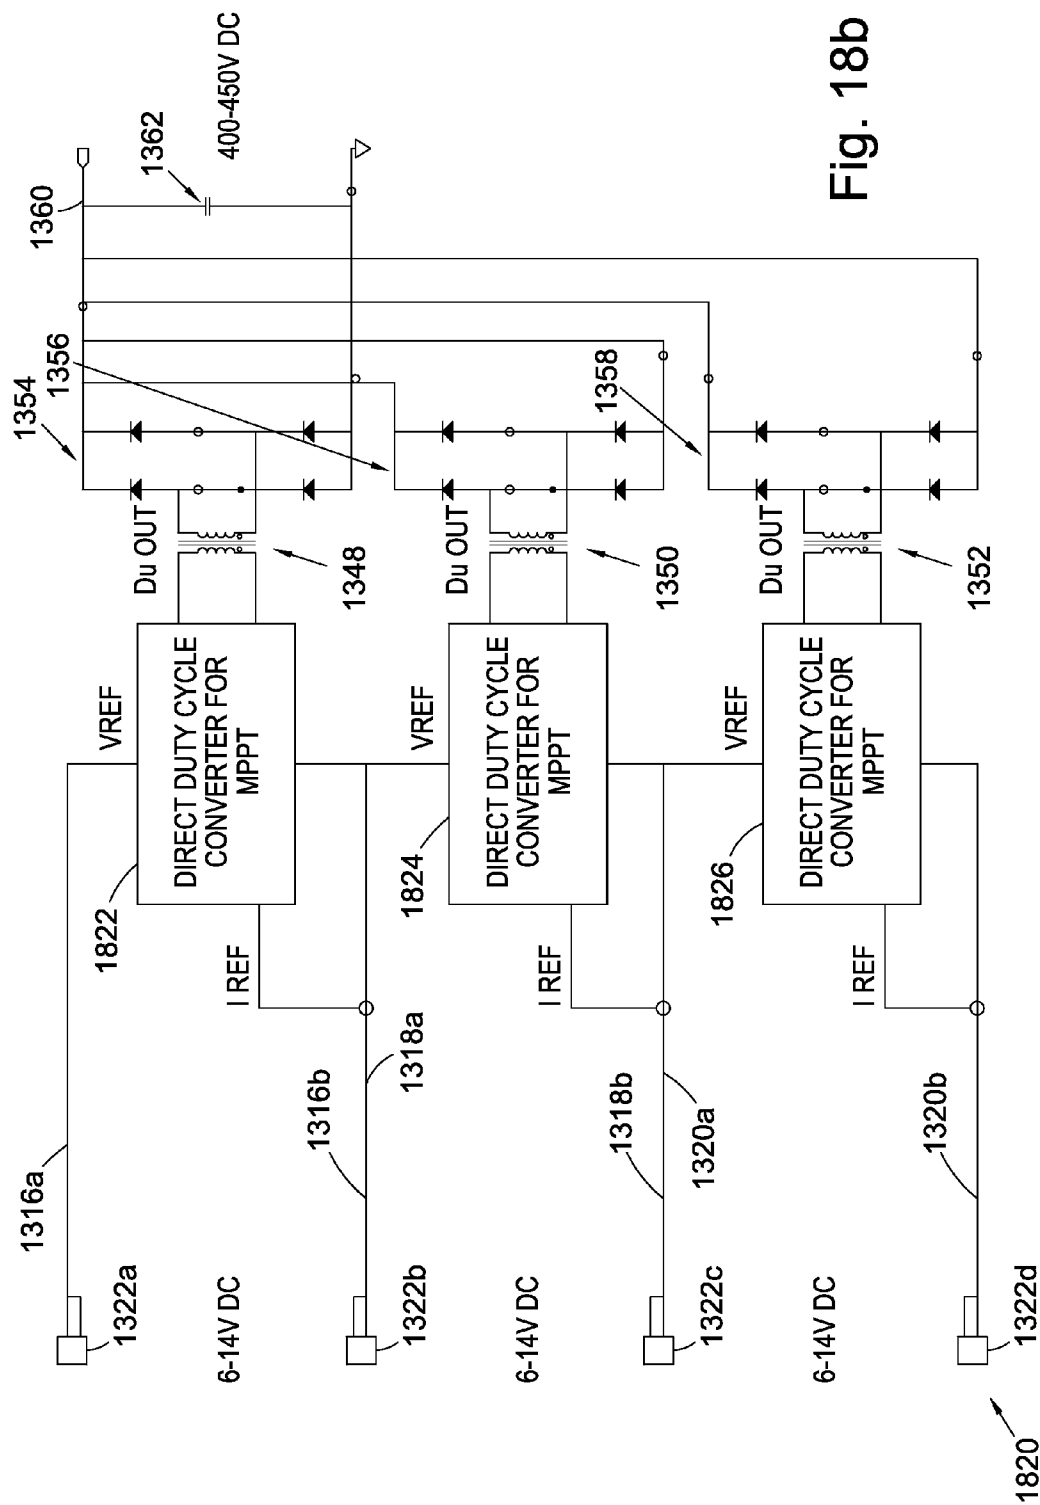 1316a
1322a
6-14V DC
1322b
1316b
1318a
6-14V DC
1322c
1318b
1320a
6-14V DC
1322d
1320b
1820
I REF
1822
DIRECT DUTY CYCLE
CONVERTER FOR
MPPT
VREF
I REF
1824
DIRECT DUTY CYCLE
CONVERTER FOR
MPPT
VREF
I REF
1826
DIRECT DUTY CYCLE
CONVERTER FOR
MPPT
VREF
Du OUT
1348
Du OUT
1350
Du OUT
1352
1354
1356
1358
1360
1362
400-450V DC
Fig. 18b